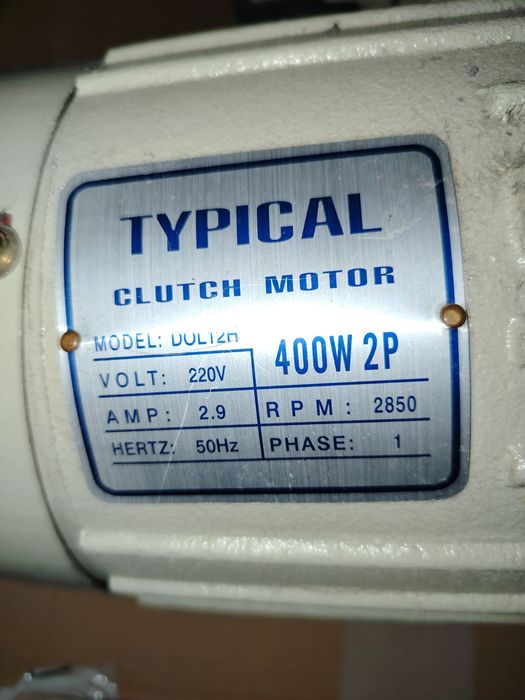 TYPICAL
CLUTCH MOTOR
MODEL: DOL12H
400W 2P
VOLT: 220V
AMP: 2.9
RPM: 2850
HERTZ: 50Hz
PHASE: 1